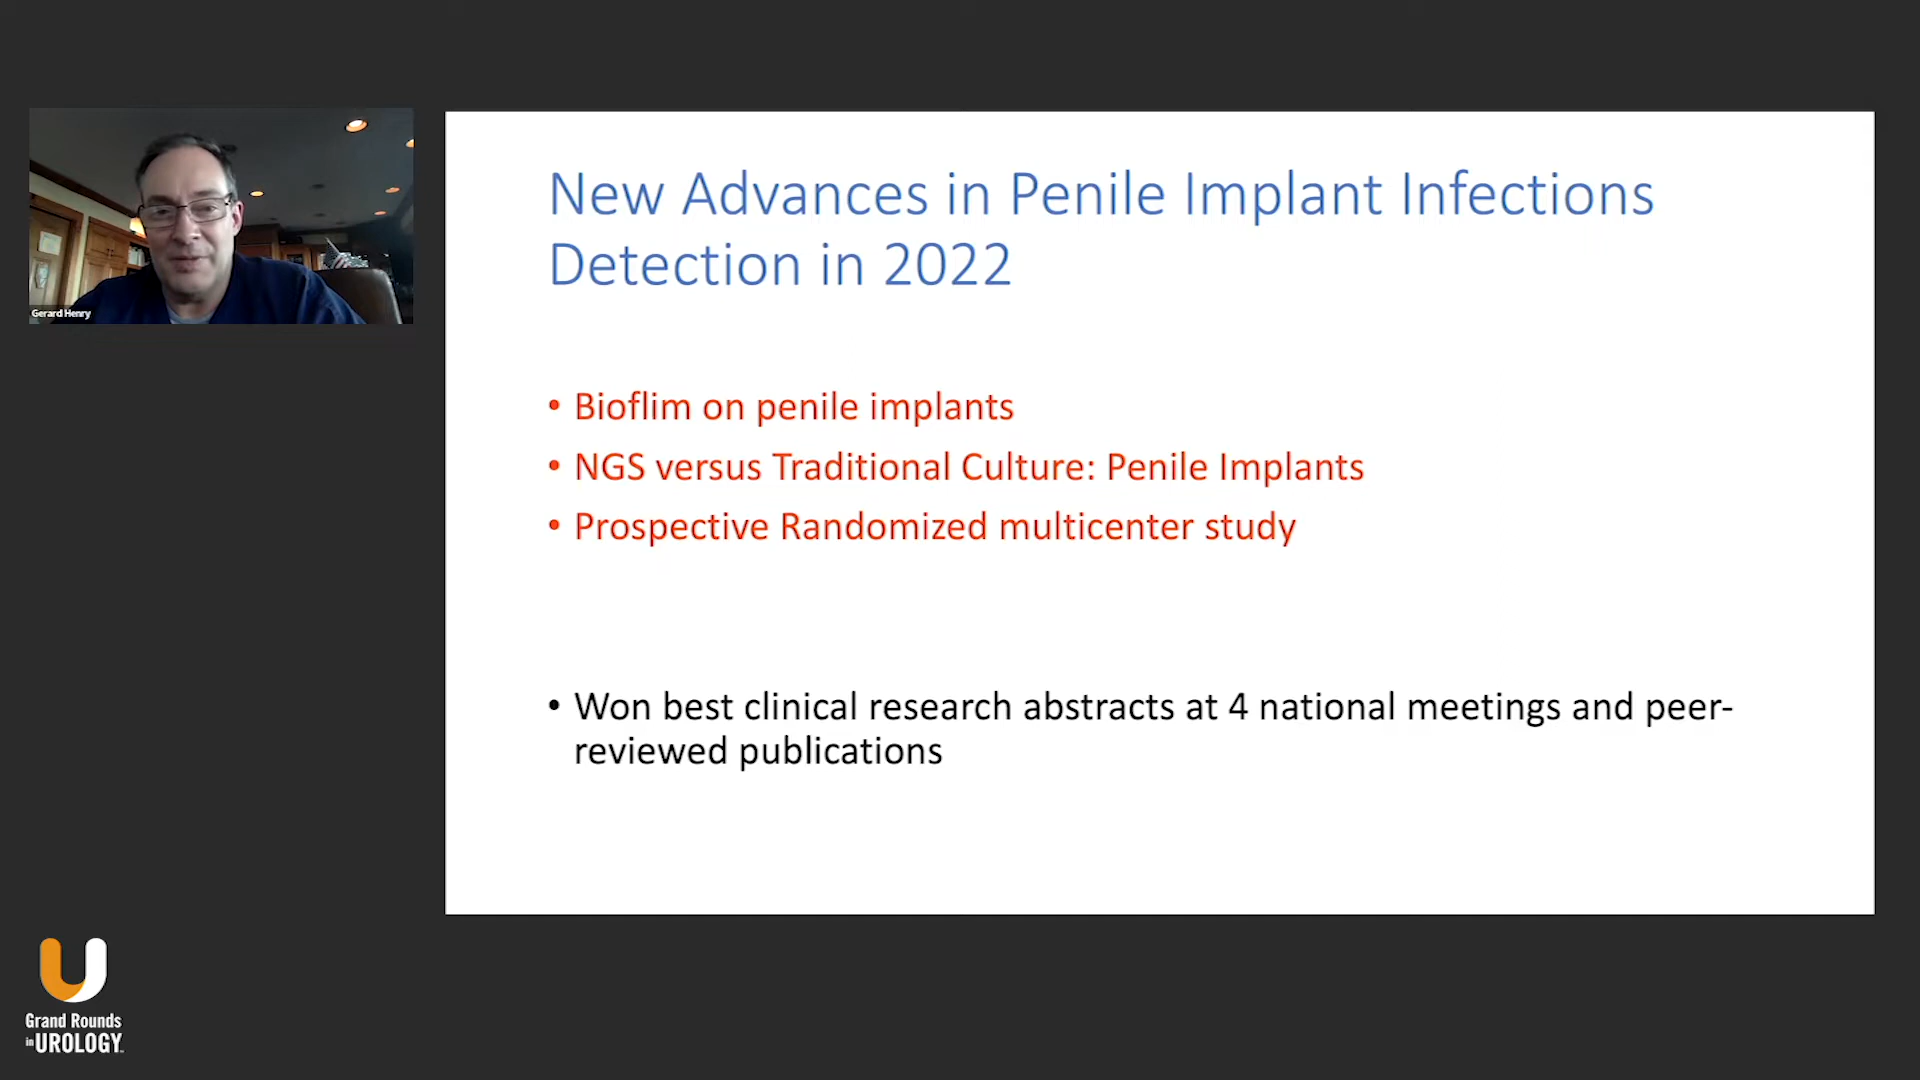 New Advances in Penile Implant Infections
Detection in 2022
• Bioflim on penile implants
• NGS versus Traditional Culture: Penile Implants
• Prospective Randomized multicenter study
• Won best clinical research abstracts at 4 national meetings and peer-
reviewed publications
Gerard Henry
Grand Rounds
in UROLOGY™